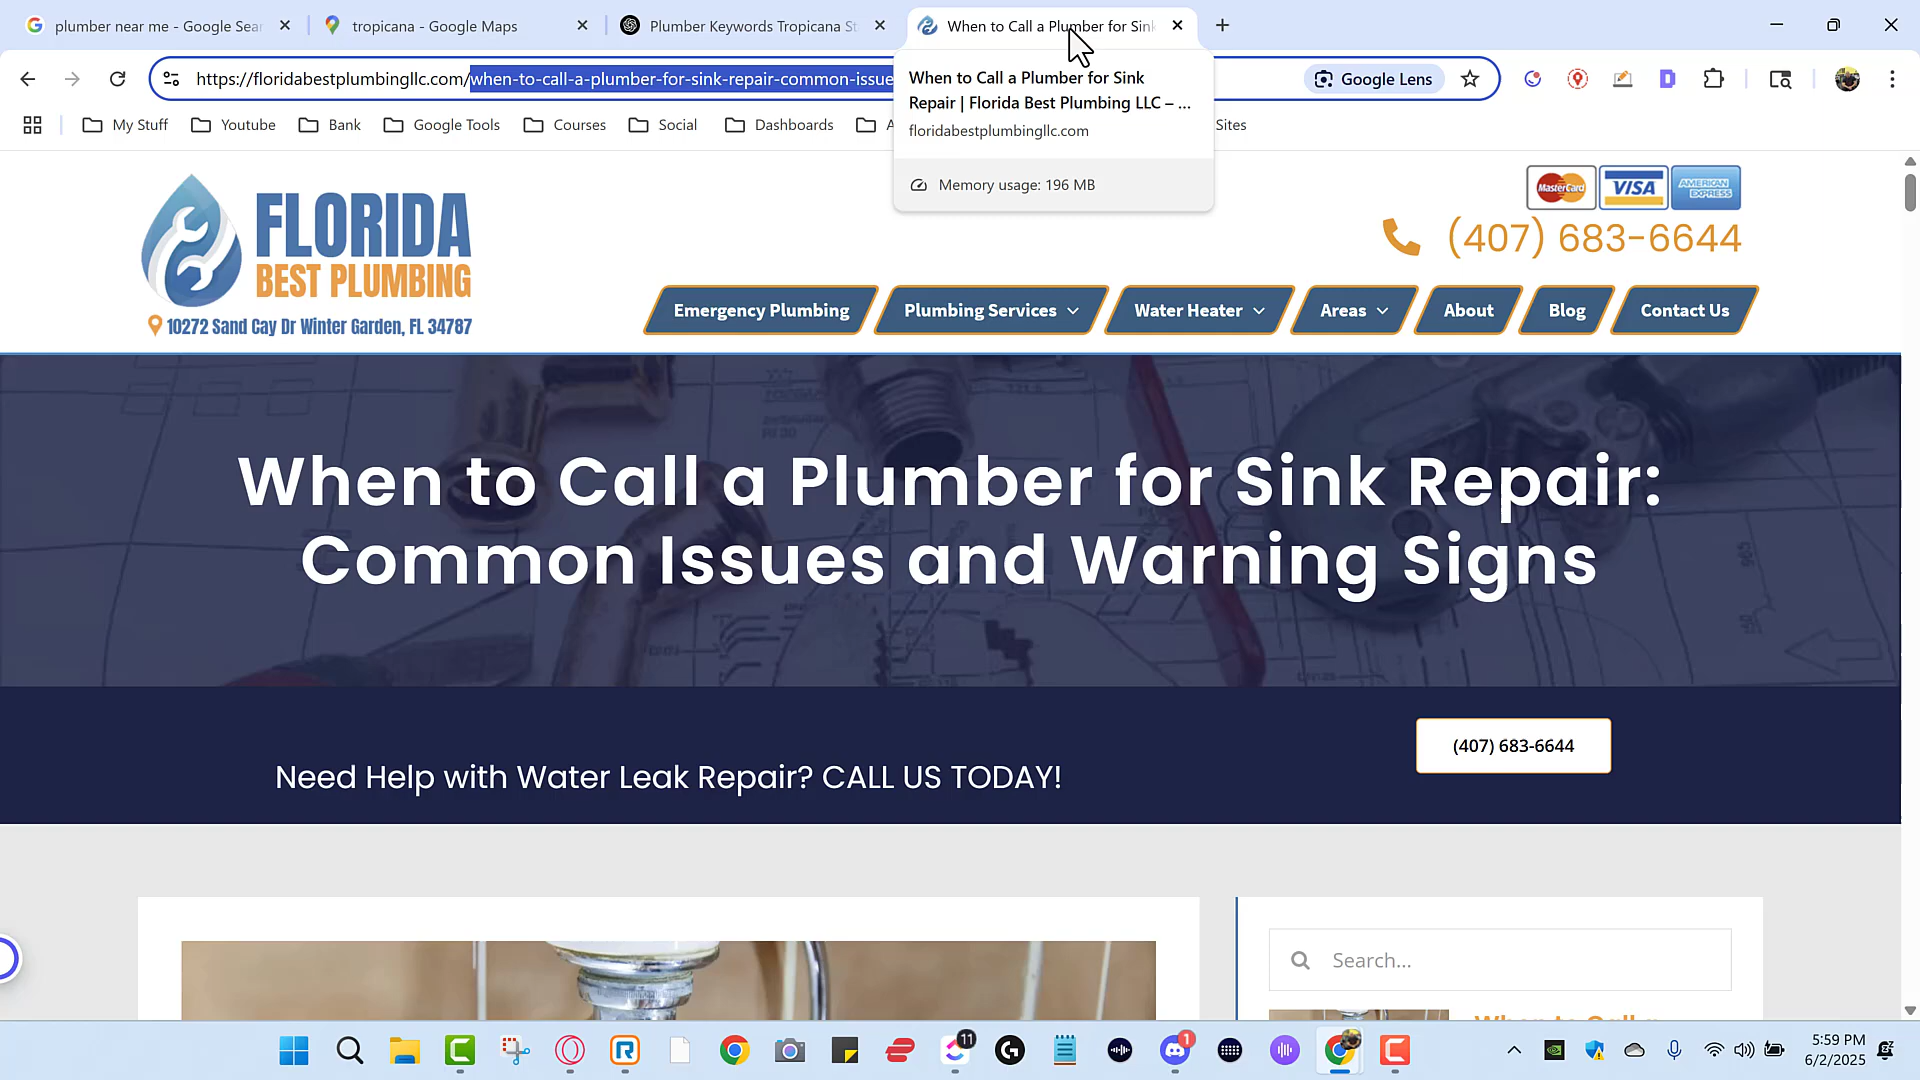 plumber near me - Google Sear
tropicana - Google Maps
Plumber Keywords Tropicana St
When to Call a Plumber for Sink
https://floridabestplumbingllc.com/when-to-call-a-plumber-for-sink-repair-common-issue
Google Lens
When to Call a Plumber for Sink
Repair | Florida Best Plumbing LLC – ...
floridabestplumbingllc.com
Memory usage: 196 MB
My Stuff
Youtube
Bank
Google Tools
Courses
Social
Dashboards
Sites
MasterCard
VISA
AMERICAN EXPRESS
FLORIDA
BEST PLUMBING
10272 Sand Cay Dr Winter Garden, FL 34787
(407) 683-6644
Emergency Plumbing
Plumbing Services
Water Heater
Areas
About
Blog
Contact Us
When to Call a Plumber for Sink Repair:
Common Issues and Warning Signs
Need Help with Water Leak Repair? CALL US TODAY!
(407) 683-6644
Search...
11
1
5:59 PM
6/2/2025